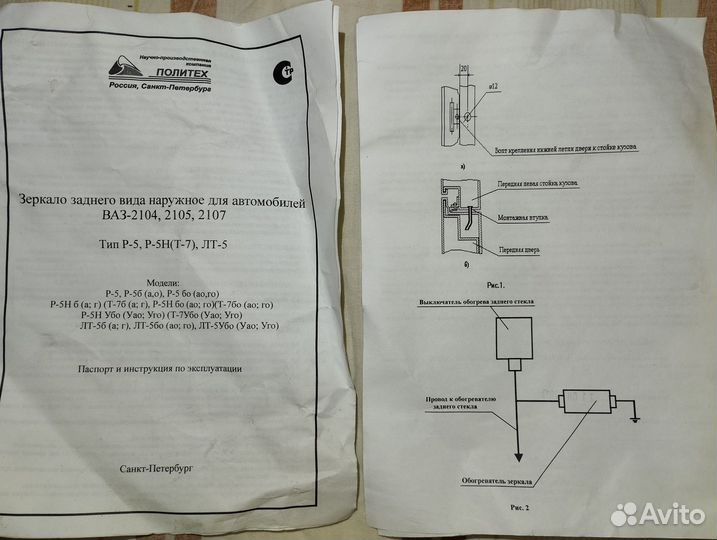 Научно-производственная
компания
ПОЛИТЕХ
Россия, Санкт-Петербург
СТР
Зеркало заднего вида наружное для автомобилей
ВАЗ-2104, 2105, 2107
Тип Р-5, Р-5Н(Т-7), ЛТ-5
Модели:
Р-5, Р-5б (а,о), Р-5 бо (ао,го)
Р-5Н б (а; г) (Т-7б (а; г), Р-5Н бо (ао; го)(Т-7бо (ао; го)
Р-5Н Убо (Уао; Уго) (Т-7Убо (Уао; Уго)
ЛТ-5б (а; г), ЛТ-5бо (ао; го), ЛТ-5Убо (Уао; Уго)
Паспорт и инструкция по эксплуатации
Санкт-Петербург
20
ø12
Болт крепления нижней петли двери к стойке кузова
а)
Передняя левая стойка кузова
Монтажная втулка
Передняя дверь
б)
Рис.1.
Выключатель обогрева заднего стекла
Провод к обогревателю
заднего стекла
Обогреватель зеркала
Рис. 2
Avito